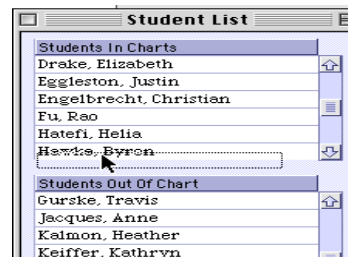 Student List
Students In Charts
Drake, Elizabeth
Eggleston, Justin
Engelbrecht, Christian
Fu, Rao
Hatefi, Helia
Hawks, Byron
Students Out Of Chart
Gurske, Travis
Jacques, Anne
Kalmon, Heather
Keiffer, Kathryn